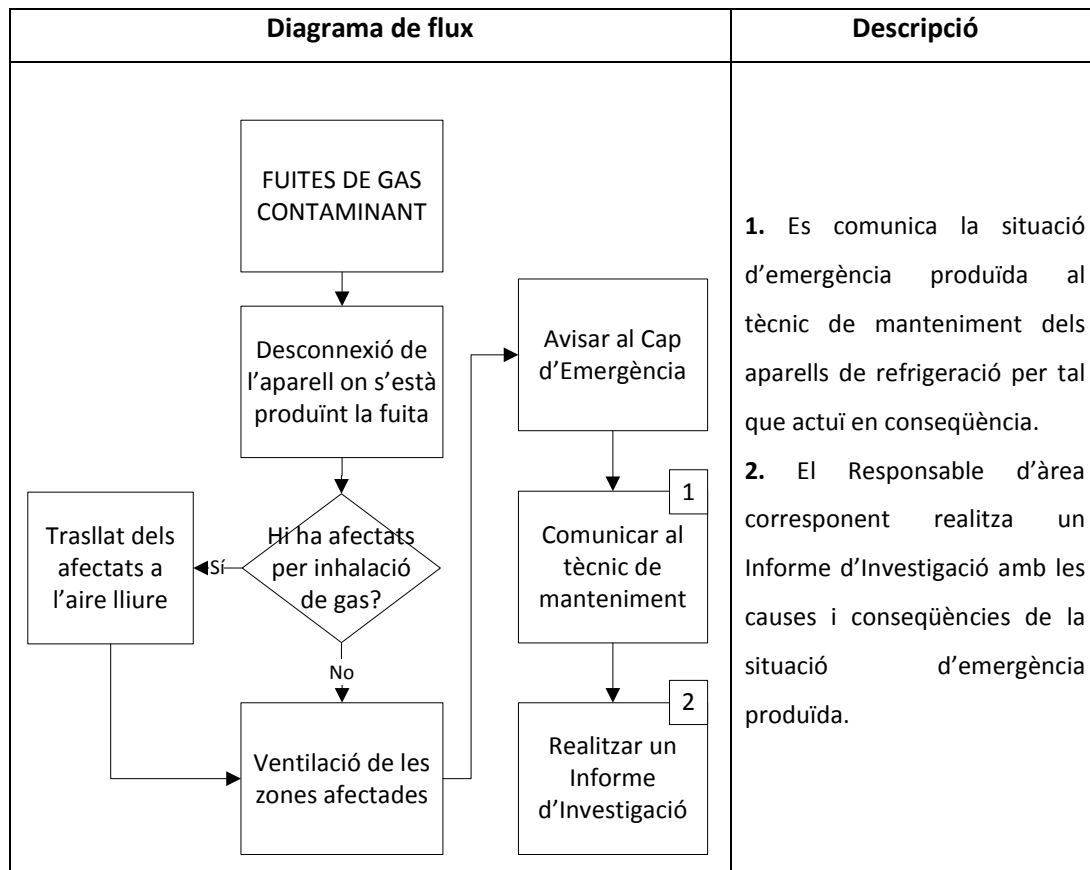 Diagrama de flux
Descripció
FUITES DE GAS
CONTAMINANT
Desconnexió de
l’aparell on s’està
produïnt la fuita
Hi ha afectats
per inhalació
de gas?
Sí
Trasllat dels
afectats a
l’aire lliure
No
Ventilació de les
zones afectades
Avisar al Cap
d’Emergència
1
Comunicar al
tècnic de
manteniment
2
Realitzar un
Informe
d’Investigació
1. Es comunica la situació
d’emergència produïda al
tècnic de manteniment dels
aparells de refrigeració per tal
que actuï en conseqüència.
2. El Responsable d’àrea
corresponent realitza un
Informe d’Investigació amb les
causes i conseqüències de la
situació d’emergència
produïda.